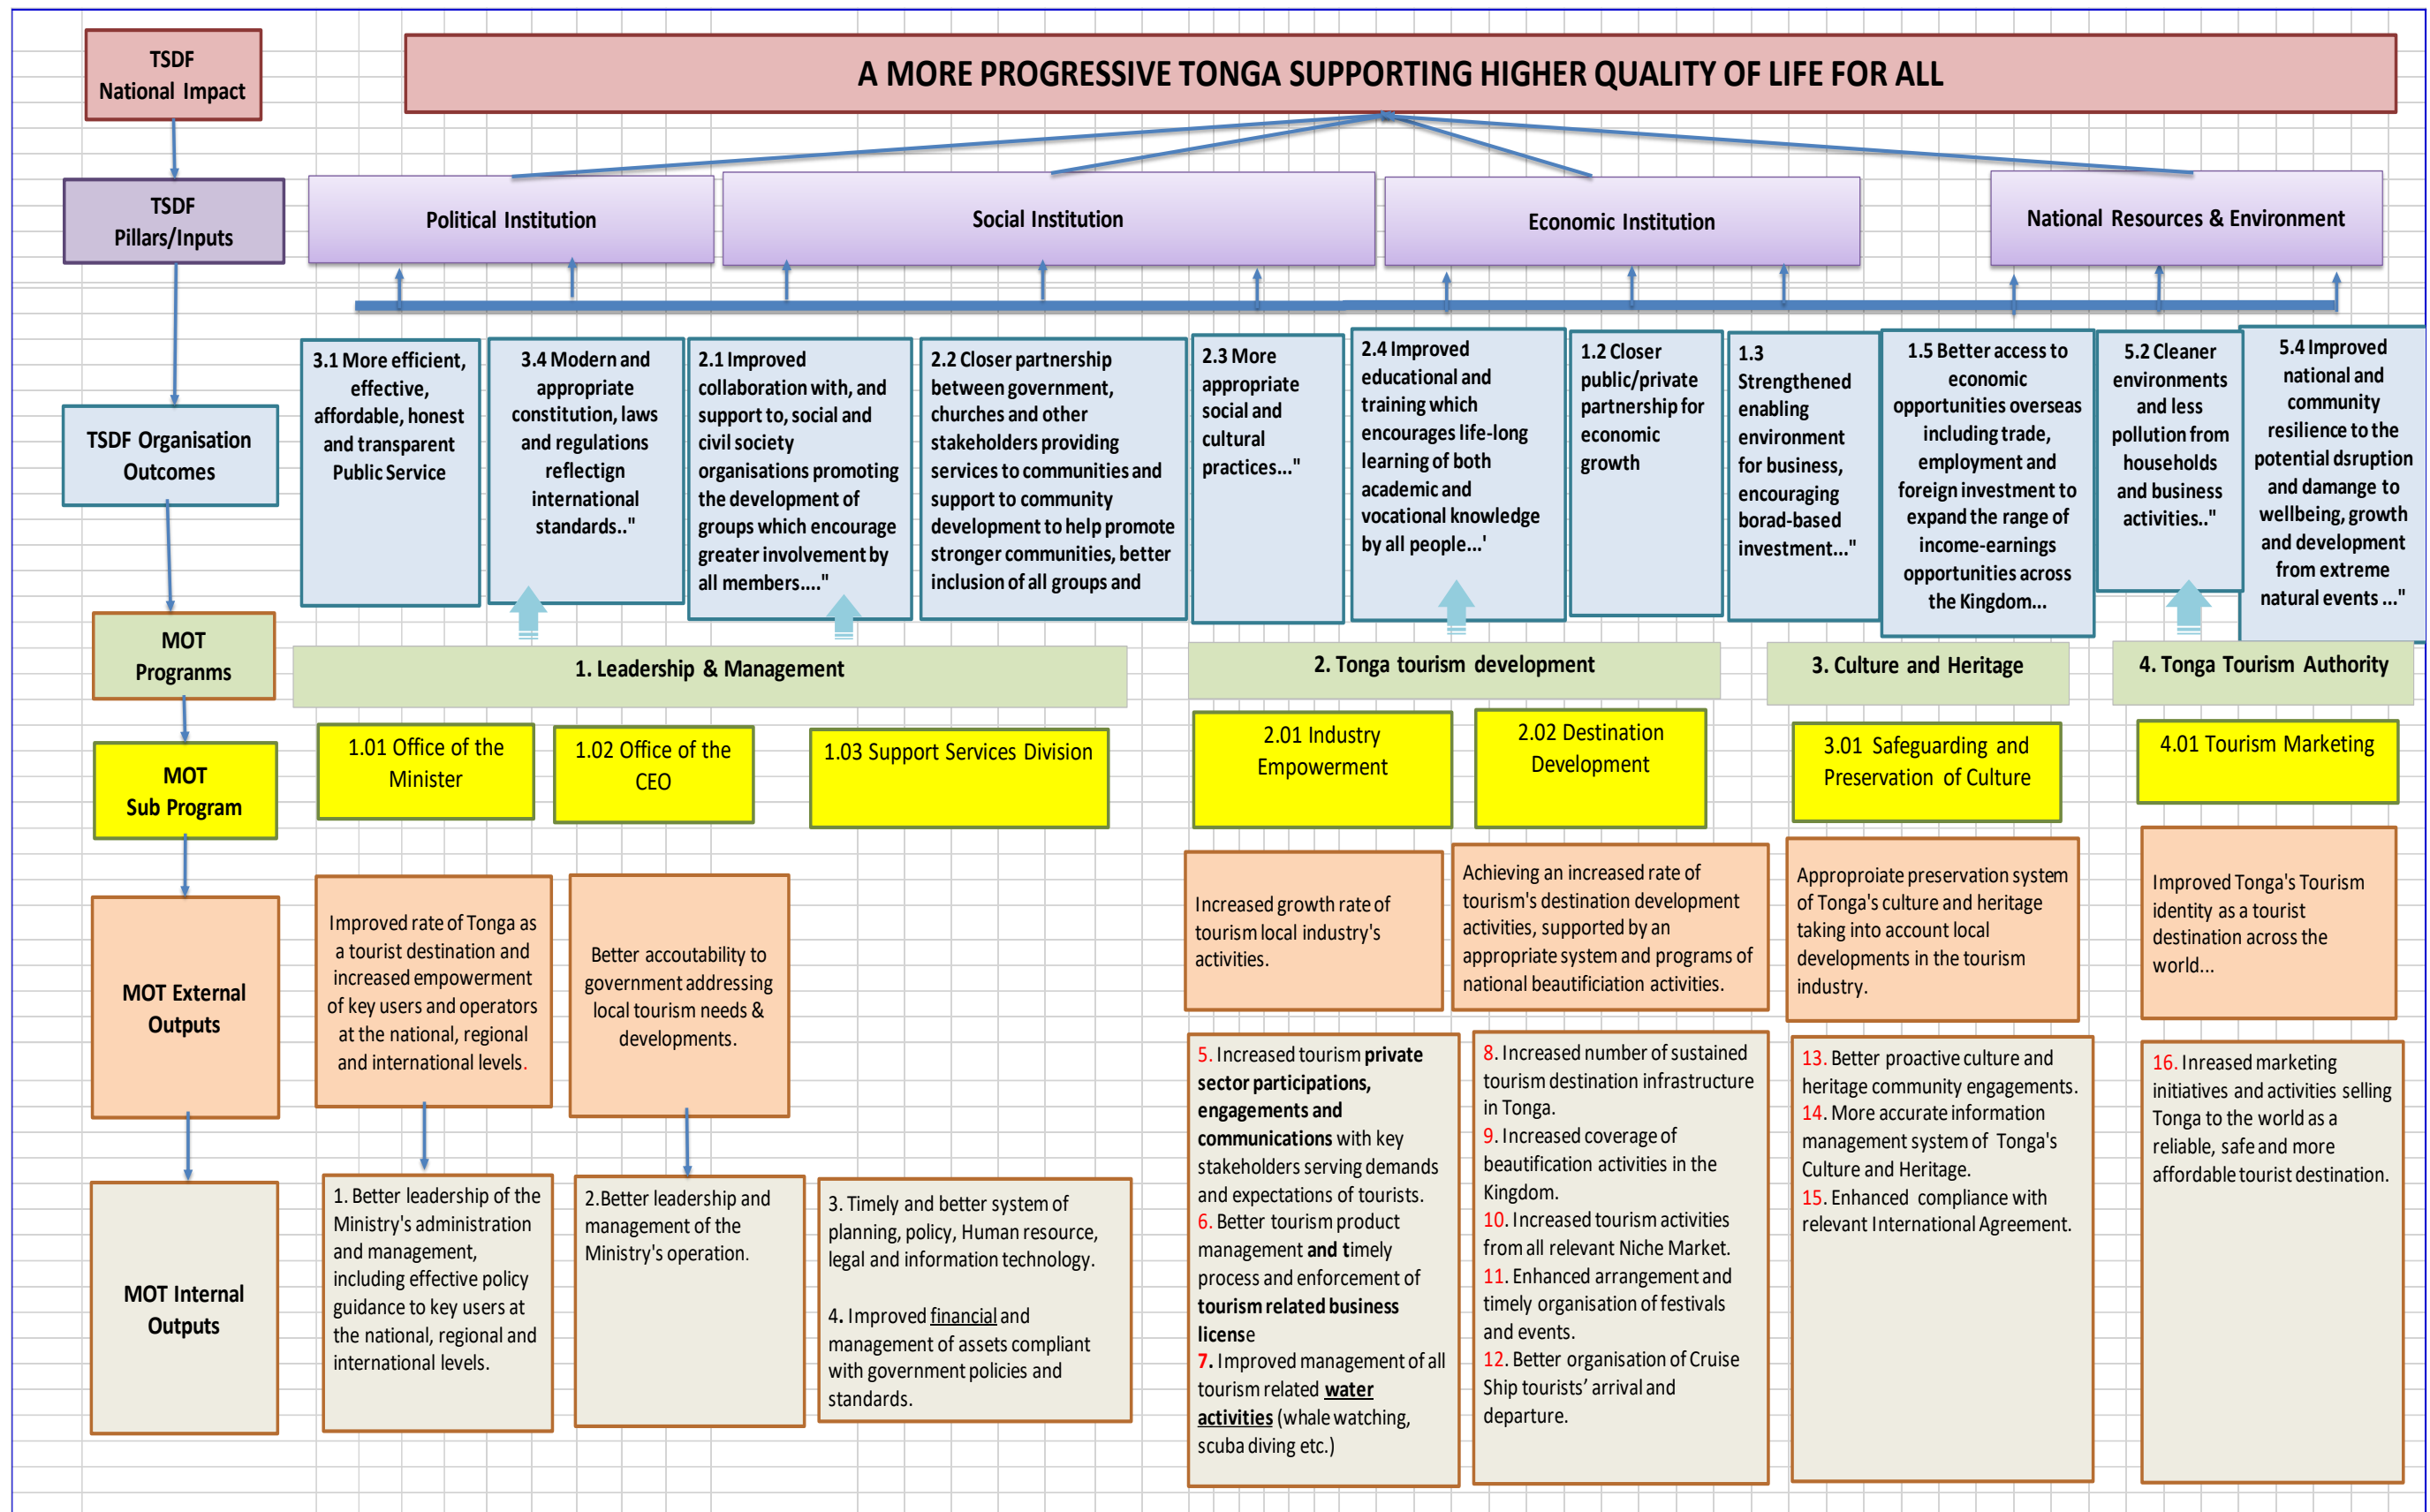 TSDF
National Impact
A MORE PROGRESSIVE TONGA SUPPORTING HIGHER QUALITY OF LIFE FOR ALL
TSDF
Pillars/Inputs
Political Institution
Social Institution
Economic Institution
National Resources & Environment
TSDF Organisation
Outcomes
3.1 More efficient,
effective,
affordable, honest
and transparent
Public Service
3.4 Modern and
appropriate
constitution, laws
and regulations
reflectign
international
standards.."
2.1 Improved
collaboration with, and
support to, social and
civil society
organisations promoting
the development of
groups which encourage
greater involvement by
all members...."
2.2 Closer partnership
between government,
churches and other
stakeholders providing
services to communities and
support to community
development to help promote
stronger communities, better
inclusion of all groups and
2.3 More
appropriate
social and
cultural
practices..."
2.4 Improved
educational and
training which
encourages life-long
learning of both
academic and
vocational knowledge
by all people...'
1.2 Closer
public/private
partnership for
economic
growth
1.3
Strengthened
enabling
environment
for business,
encouraging
borad-based
investment..."
1.5 Better access to
economic
opportunities overseas
including trade,
employment and
foreign investment to
expand the range of
income-earnings
opportunities across
the Kingdom...
5.2 Cleaner
environments
and less
pollution from
households
and business
activities.."
5.4 Improved
national and
community
resilience to the
potential dsruption
and damange to
wellbeing, growth
and development
from extreme
natural events ..."
MOT
Progranms
1. Leadership & Management
2. Tonga tourism development
3. Culture and Heritage
4. Tonga Tourism Authority
MOT
Sub Program
1.01 Office of the
Minister
1.02 Office of the
CEO
1.03 Support Services Division
2.01 Industry
Empowerment
2.02 Destination
Development
3.01 Safeguarding and
Preservation of Culture
4.01 Tourism Marketing
MOT External
Outputs
Improved rate of Tonga as
a tourist destination and
increased empowerment
of key users and operators
at the national, regional
and international levels.
Better accoutability to
government addressing
local tourism needs &
developments.
Increased growth rate of
tourism local industry's
activities.
Achieving an increased rate of
tourism's destination development
activities, supported by an
appropriate system and programs of
national beautificiation activities.
Approproiate preservation system
of Tonga's culture and heritage
taking into account local
developments in the tourism
industry.
Improved Tonga's Tourism
identity as a tourist
destination across the
world...
MOT Internal
Outputs
1. Better leadership of the
Ministry's administration
and management,
including effective policy
guidance to key users at
the national, regional and
international levels.
2.Better leadership and
management of the
Ministry's operation.
3. Timely and better system of
planning, policy, Human resource,
legal and information technology.
4. Improved financial and
management of assets compliant
with government policies and
standards.
5. Increased tourism private
sector participations,
engagements and
communications with key
stakeholders serving demands
and expectations of tourists.
6. Better tourism product
management and timely
process and enforcement of
tourism related business
license
7. Improved management of all
tourism related water
activities (whale watching,
scuba diving etc.)
8. Increased number of sustained
tourism destination infrastructure
in Tonga.
9. Increased coverage of
beautification activities in the
Kingdom.
10. Increased tourism activities
from all relevant Niche Market.
11. Enhanced arrangement and
timely organisation of festivals
and events.
12. Better organisation of Cruise
Ship tourists’ arrival and
departure.
13. Better proactive culture and
heritage community engagements.
14. More accurate information
management system of Tonga's
Culture and Heritage.
15. Enhanced compliance with
relevant International Agreement.
16. Inreased marketing
initiatives and activities selling
Tonga to the world as a
reliable, safe and more
affordable tourist destination.